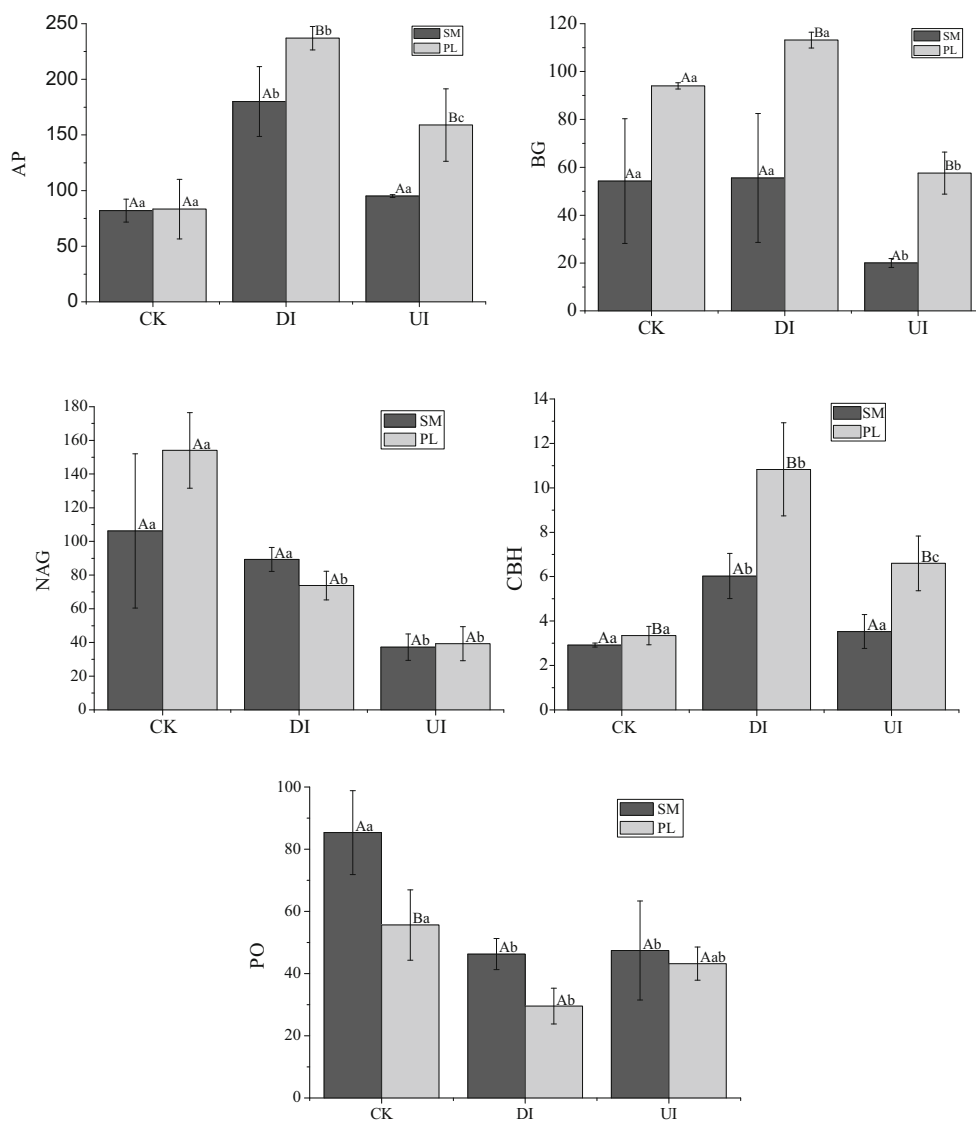 250
200
150
100
50
0
AP
SM
PL
Aa
Aa
Ab
Bb
Aa
Bc
CK
DI
UI
120
100
80
60
40
20
0
BG
SM
PL
Aa
Aa
Aa
Ba
Ab
Bb
CK
DI
UI
180
160
140
120
100
80
60
40
20
0
NAG
SM
PL
Aa
Aa
Aa
Ab
Ab
Ab
CK
DI
UI
14
12
10
8
6
4
2
0
CBH
SM
PL
Aa
Ba
Ab
Bb
Aa
Bc
CK
DI
UI
100
80
60
40
20
0
PO
SM
PL
Aa
Ba
Ab
Ab
Ab
Aab
CK
DI
UI